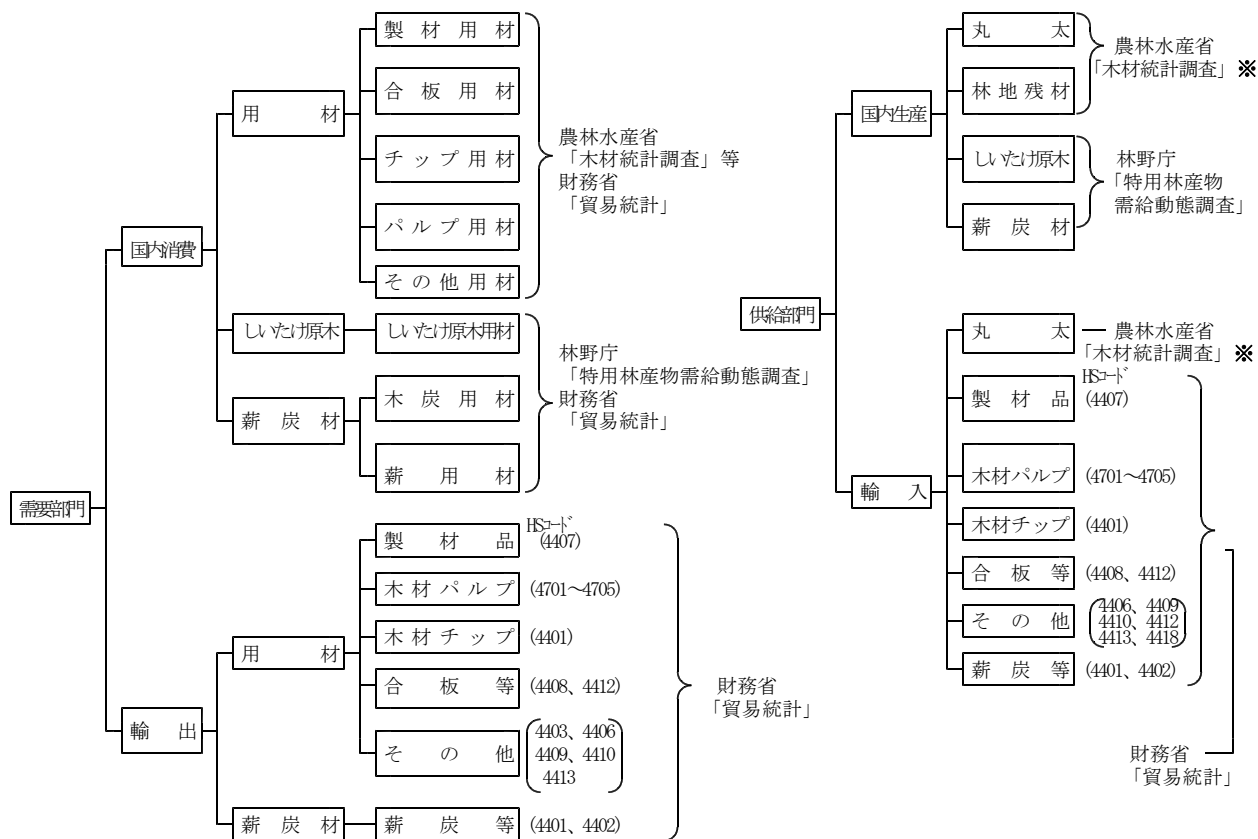 需要部門
国内消費
用材
製材用材
合板用材
チップ用材
パルプ用材
その他用材
農林水産省
「木材統計調査」等
財務省
「貿易統計」
しいたけ原木
しいたけ原木用材
薪炭材
木炭用材
薪用材
林野庁
「特用林産物需給動態調査」
財務省
「貿易統計」
輸出
用材
HSコード
製材品 (4407)
木材パルプ (4701～4705)
木材チップ (4401)
合板等 (4408、4412)
その他
4403、4406
4409、4410
4413
薪炭材
薪炭等 (4401、4402)
財務省
「貿易統計」
供給部門
国内生産
丸太
林地残材
農林水産省
「木材統計調査」※
しいたけ原木
薪炭材
林野庁
「特用林産物
需給動態調査」
輸入
丸太
農林水産省
「木材統計調査」※
HSコード
製材品 (4407)
木材パルプ (4701～4705)
木材チップ (4401)
合板等 (4408、4412)
その他
4406、4409
4410、4412
4413、4418
薪炭等 (4401、4402)
財務省
「貿易統計」